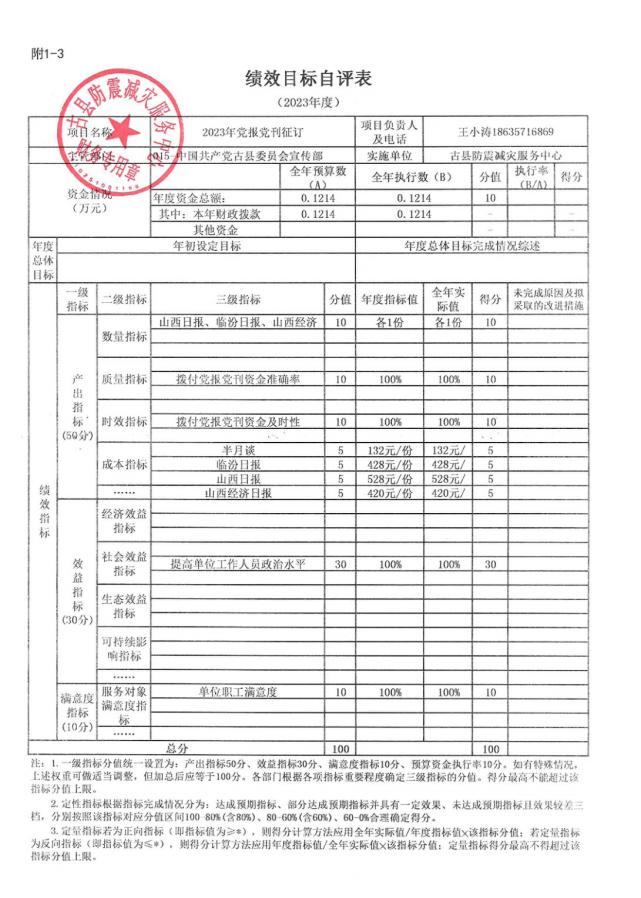 附1-3
绩效目标自评表
（2023年度）
项目名称 2023年党报党刊征订 项目负责人及电话 王小涛18635716869
015-中国共产党古县委员会宣传部 实施单位 古县防震减灾服务中心
资金情况（万元） 全年预算数（A） 全年执行数（B） 分值 执行率（B/A） 得分
年度资金总额: 0.1214 0.1214 10
其中: 本年财政拨款 0.1214 0.1214 - -
其他资金 - -
年度总体目标 年初设定目标 年度总体目标完成情况综述
绩效指标 一级指标 二级指标 三级指标 分值 年度指标值 全年实际值 得分 未完成原因及拟采取的改进措施
产出指标(50分) 数量指标 山西日报、临汾日报、山西经济 10 各1份 各1份 10
质量指标 拨付党报党刊资金准确率 10 100% 100% 10
时效指标 拨付党报党刊资金及时性 10 100% 100% 10
成本指标 半月谈 5 132元/份 132元/ 5
临汾日报 5 428元/份 428元/ 5
山西日报 5 528元/份 528元/ 5
…… 山西经济日报 5 420元/份 420元/ 5
效益指标(30分) 经济效益指标
社会效益指标 提高单位工作人员政治水平 30 100% 100% 30
生态效益指标
可持续影响指标
……
满意度指标(10分) 服务对象满意度指标 单位职工满意度 10 100% 100% 10
……
总分 100 100
注: 1.一级指标分值统一设置为: 产出指标50分、效益指标30分、满意度指标10分、预算资金执行率10分。如有特殊情况，
上述权重可做适当调整，但加总后应等于100分。各部门根据各项指标重要程度确定三级指标的分值。得分最高不能超过该
指标分值上限。
2.定性指标根据指标完成情况分为: 达成预期指标、部分达成预期指标并具有一定效果、未达成预期指标且效果较差三
档，分别按照该指标对应分值区间100-80%(含80%)、80-60%(含60%)、60-0%合理确定得分。
3.定量指标若为正向指标（即指标值为≥*），则得分计算方法应用全年实际值/年度指标值×该指标分值; 若定量指标
为反向指标（即指标值为≤*），则得分计算方法应用年度指标值/全年实际值×该指标分值; 定量指标得分最高不得超过该
指标分值上限。
古县防震减灾服务中心
财务专用章